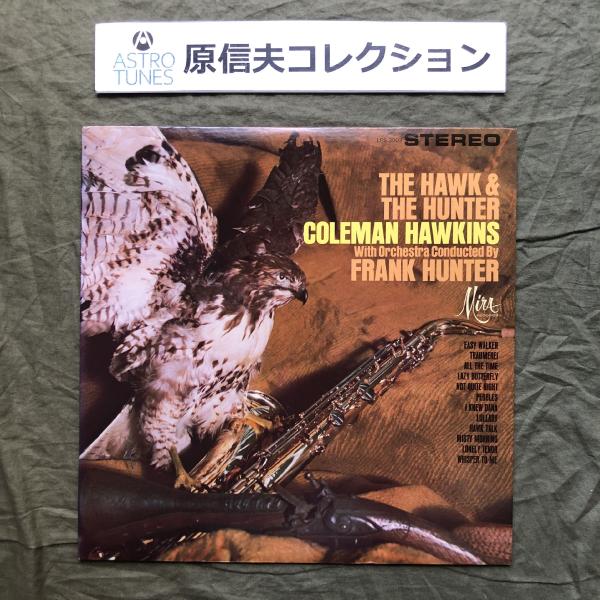 ASTRO
TUNES
原信夫コレクション
STEREO
THE HAWK &
THE HUNTER
COLEMAN HAWKINS
With Orchestra Conducted By
FRANK HUNTER
Mira
EASY WALKER
TRAUMEREI
ALL THE TIME
LAZY BUTTERFLY
NOT QUITE RIGHT
PEBBLES
I KNEW DANA
LULLABY
HAWK TALK
MISTY MORNING
LONELY TENOR
WHISPER TO ME